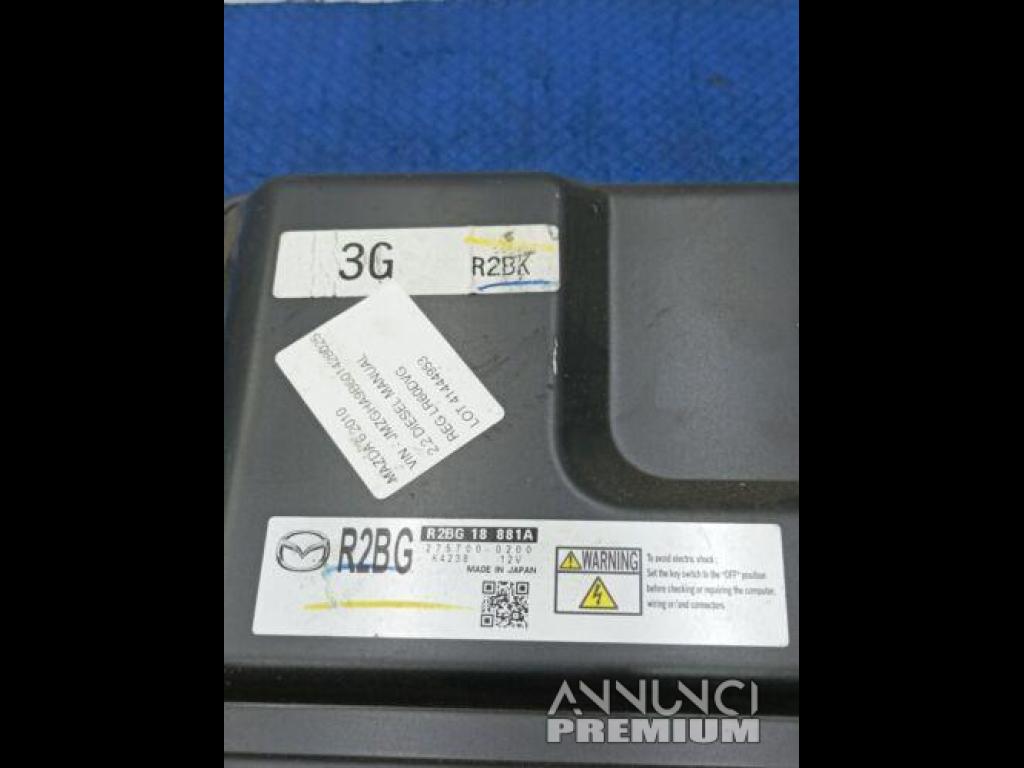 3G
R2BK
MAZDA 6 2010
VIN - JMZGHA9B601428025
2.2 DIESEL MANUAL
REG LR60DVG
LOT 41444953
R2BG
R2BG 18 881A
275700-0200
K4238 12V
MADE IN JAPAN
WARNING
To avoid electric shock ;
Set the key switch to the "OFF" position
before checking or repairing the computer,
wiring or/and connectors.
ANNUNCI
PREMIUM